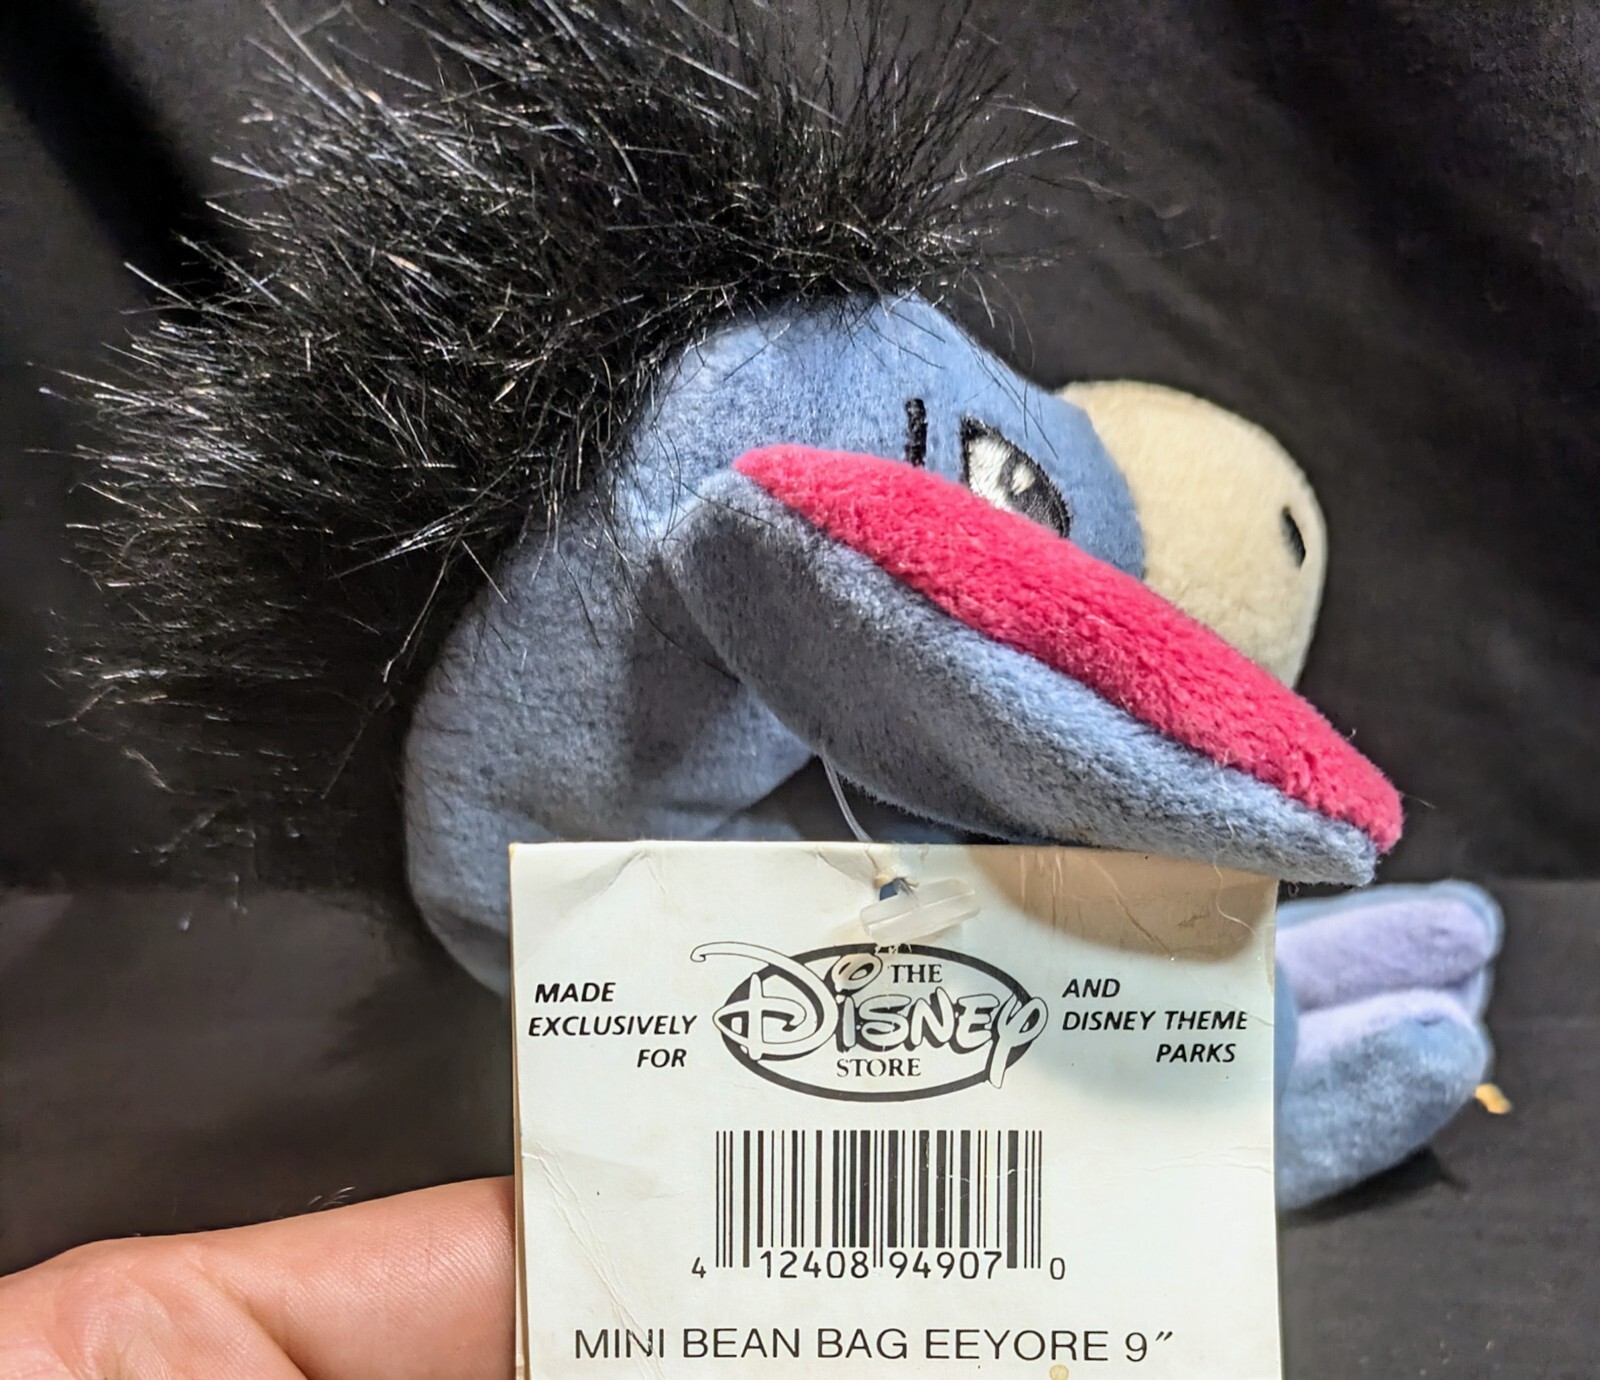 MADE
EXCLUSIVELY
FOR
THE
Disney
STORE
AND
DISNEY THEME
PARKS
4 12408 94907 0
MINI BEAN BAG EEYORE 9"